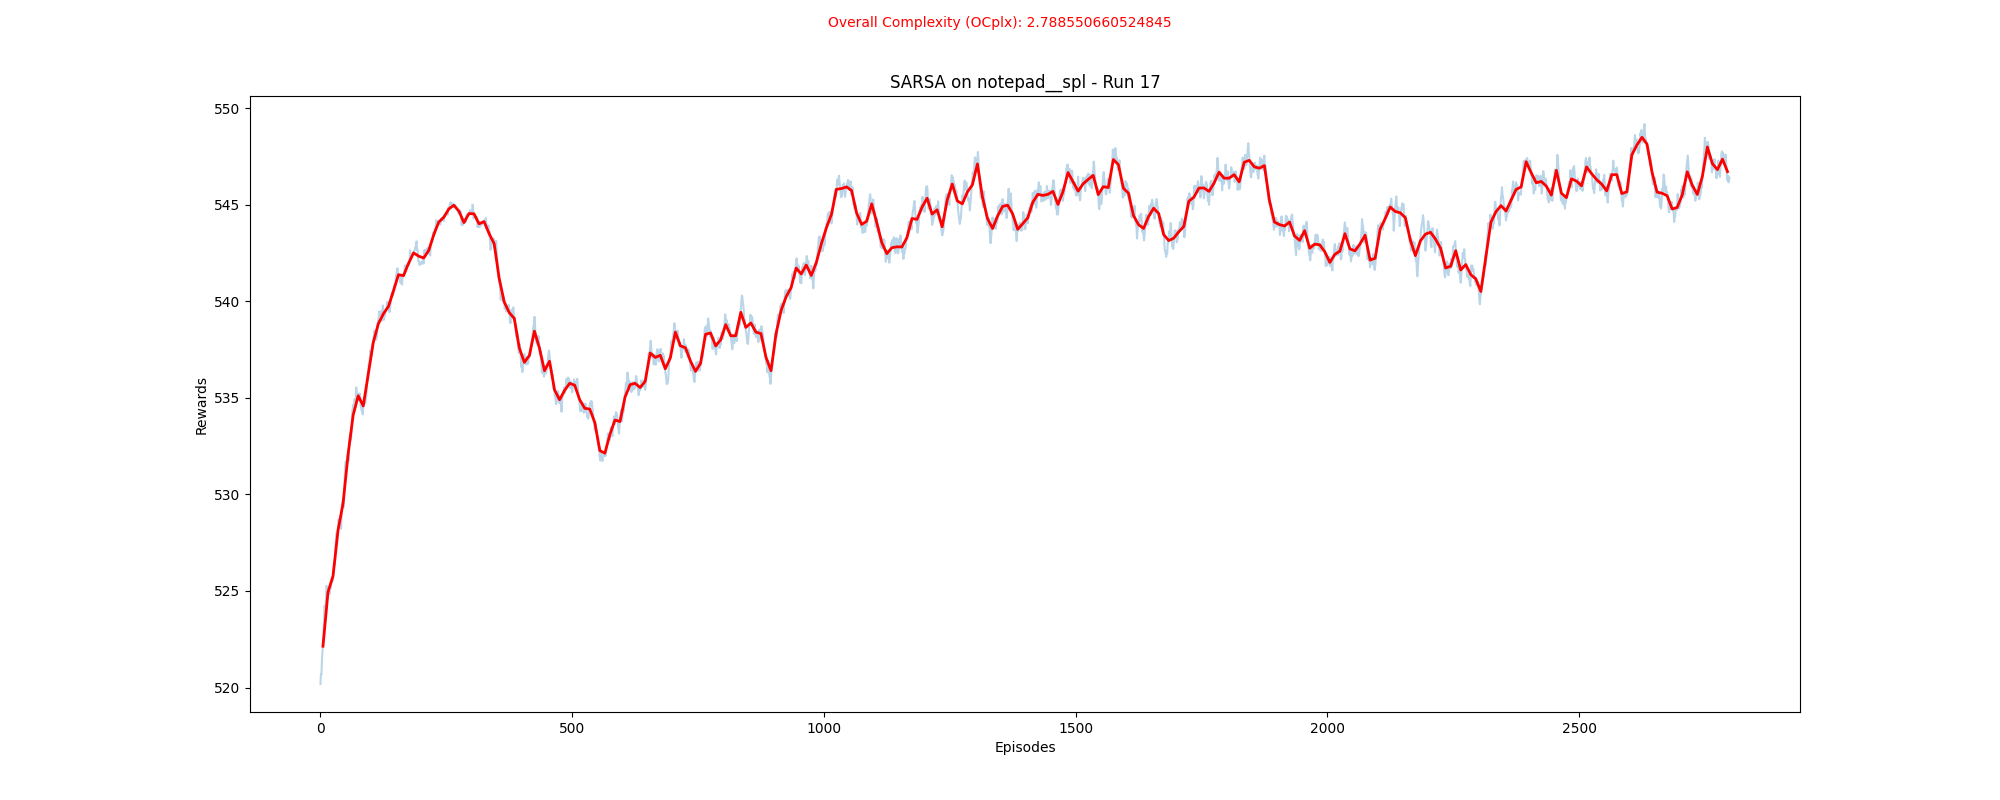 Overall Complexity (OCplx): 2.788550660524845
SARSA on notepad__spl - Run 17
550
545
540
535
530
525
520
Rewards
0 500 1000 1500 2000 2500
Episodes